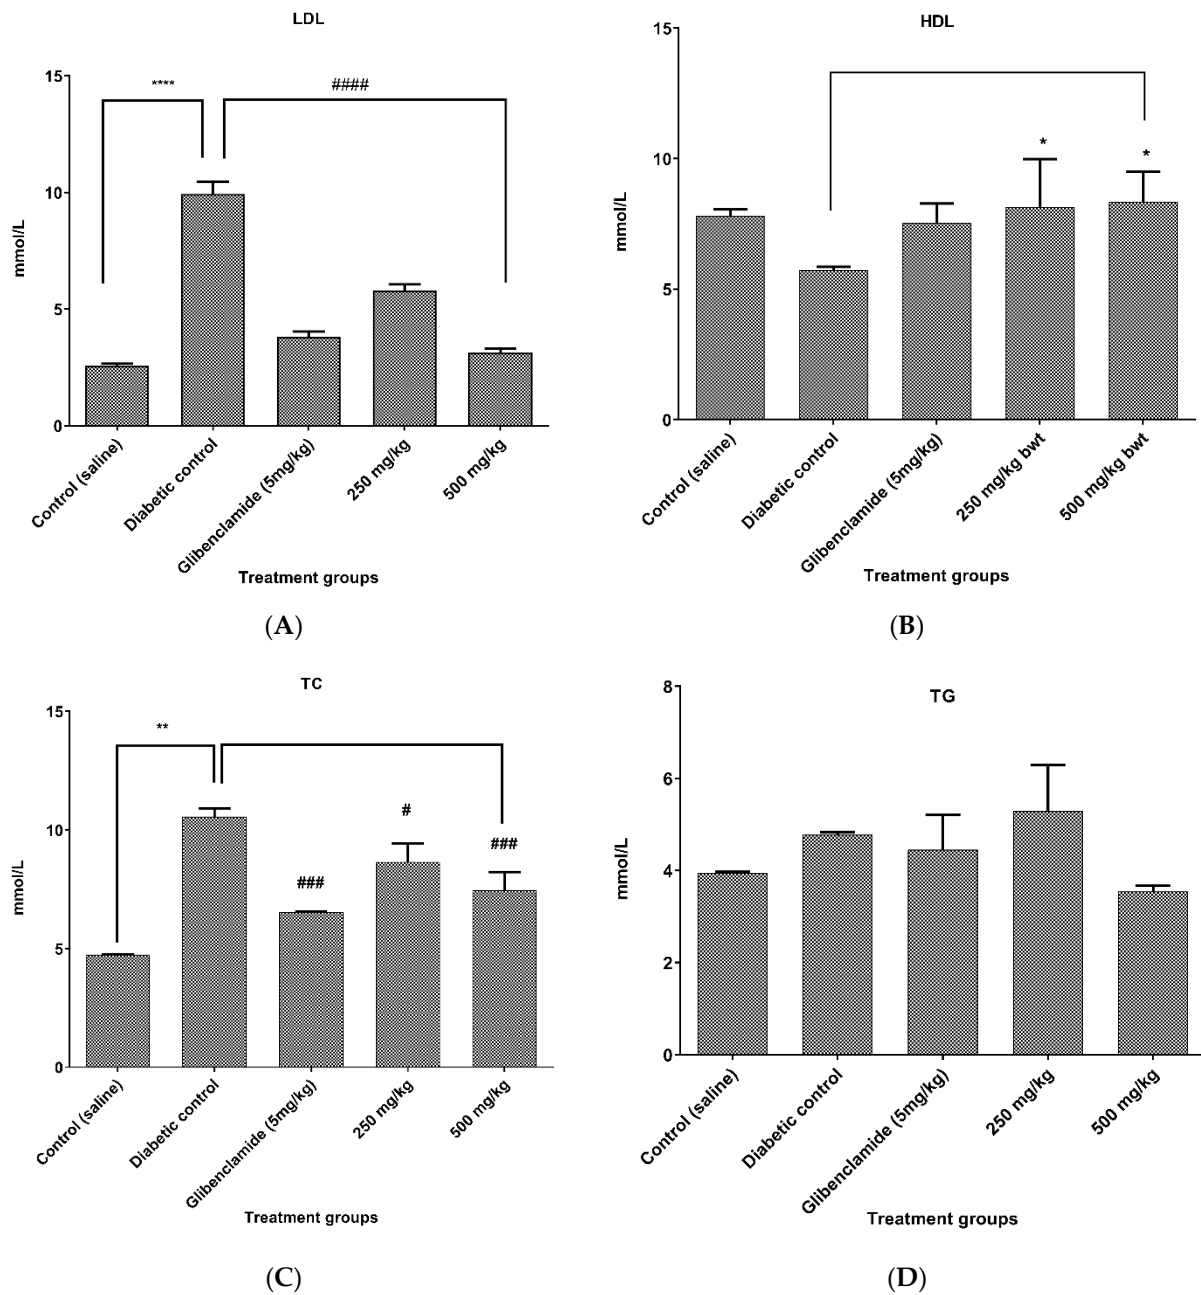 LDL
15
10
5
0
mmol/L
****
####
Control (saline)
Diabetic control
Glibenclamide (5mg/kg)
250 mg/kg
500 mg/kg
Treatment groups
(A)
HDL
15
10
5
0
mmol/L
*
*
Control (saline)
Diabetic control
Glibenclamide (5mg/kg)
250 mg/kg bwt
500 mg/kg bwt
Treatment groups
(B)
TC
15
10
5
0
mmol/L
**
###
#
###
Control (saline)
Diabetic control
Glibenclamide (5mg/kg)
250 mg/kg
500 mg/kg
Treatment groups
(C)
TG
8
6
4
2
0
mmol/L
Control (saline)
Diabetic control
Glibenclamide (5mg/kg)
250 mg/kg
500 mg/kg
Treatment groups
(D)